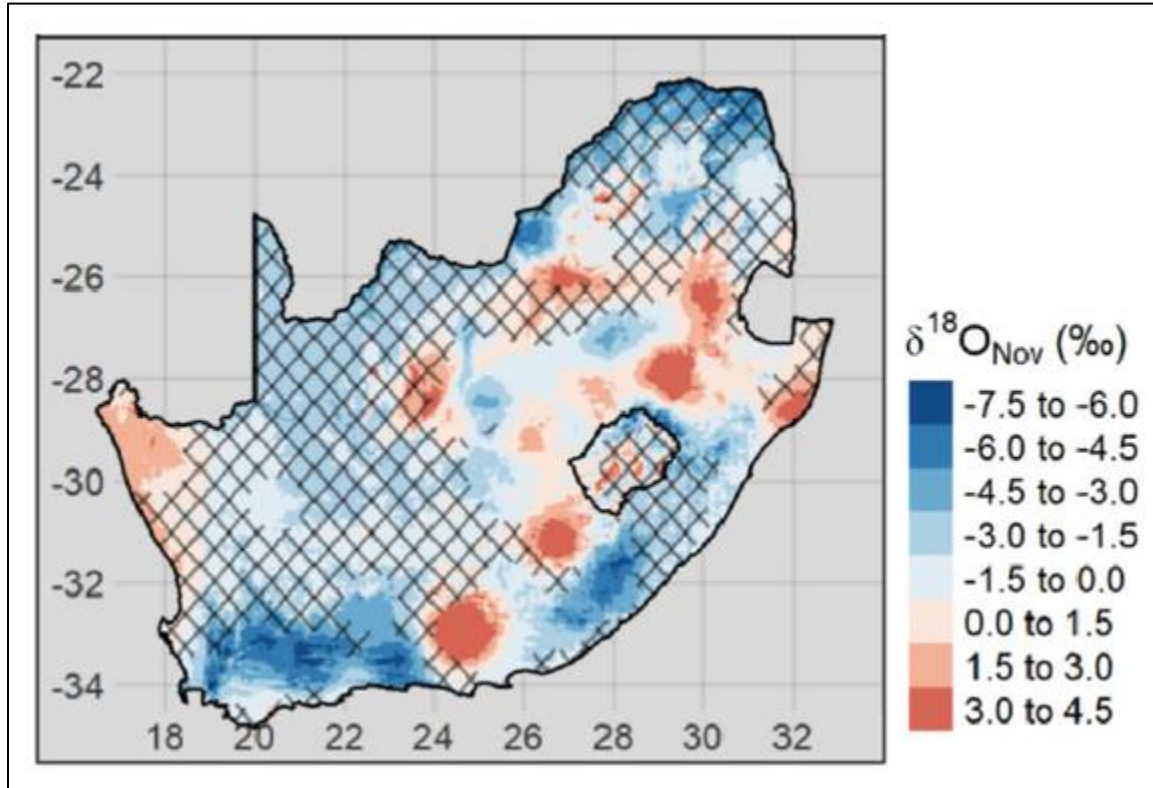 -22
-24
-26
-28
-30
-32
-34
18 20 22 24 26 28 30 32
δ¹⁸O_Nov (‰)
-7.5 to -6.0
-6.0 to -4.5
-4.5 to -3.0
-3.0 to -1.5
-1.5 to 0.0
0.0 to 1.5
1.5 to 3.0
3.0 to 4.5